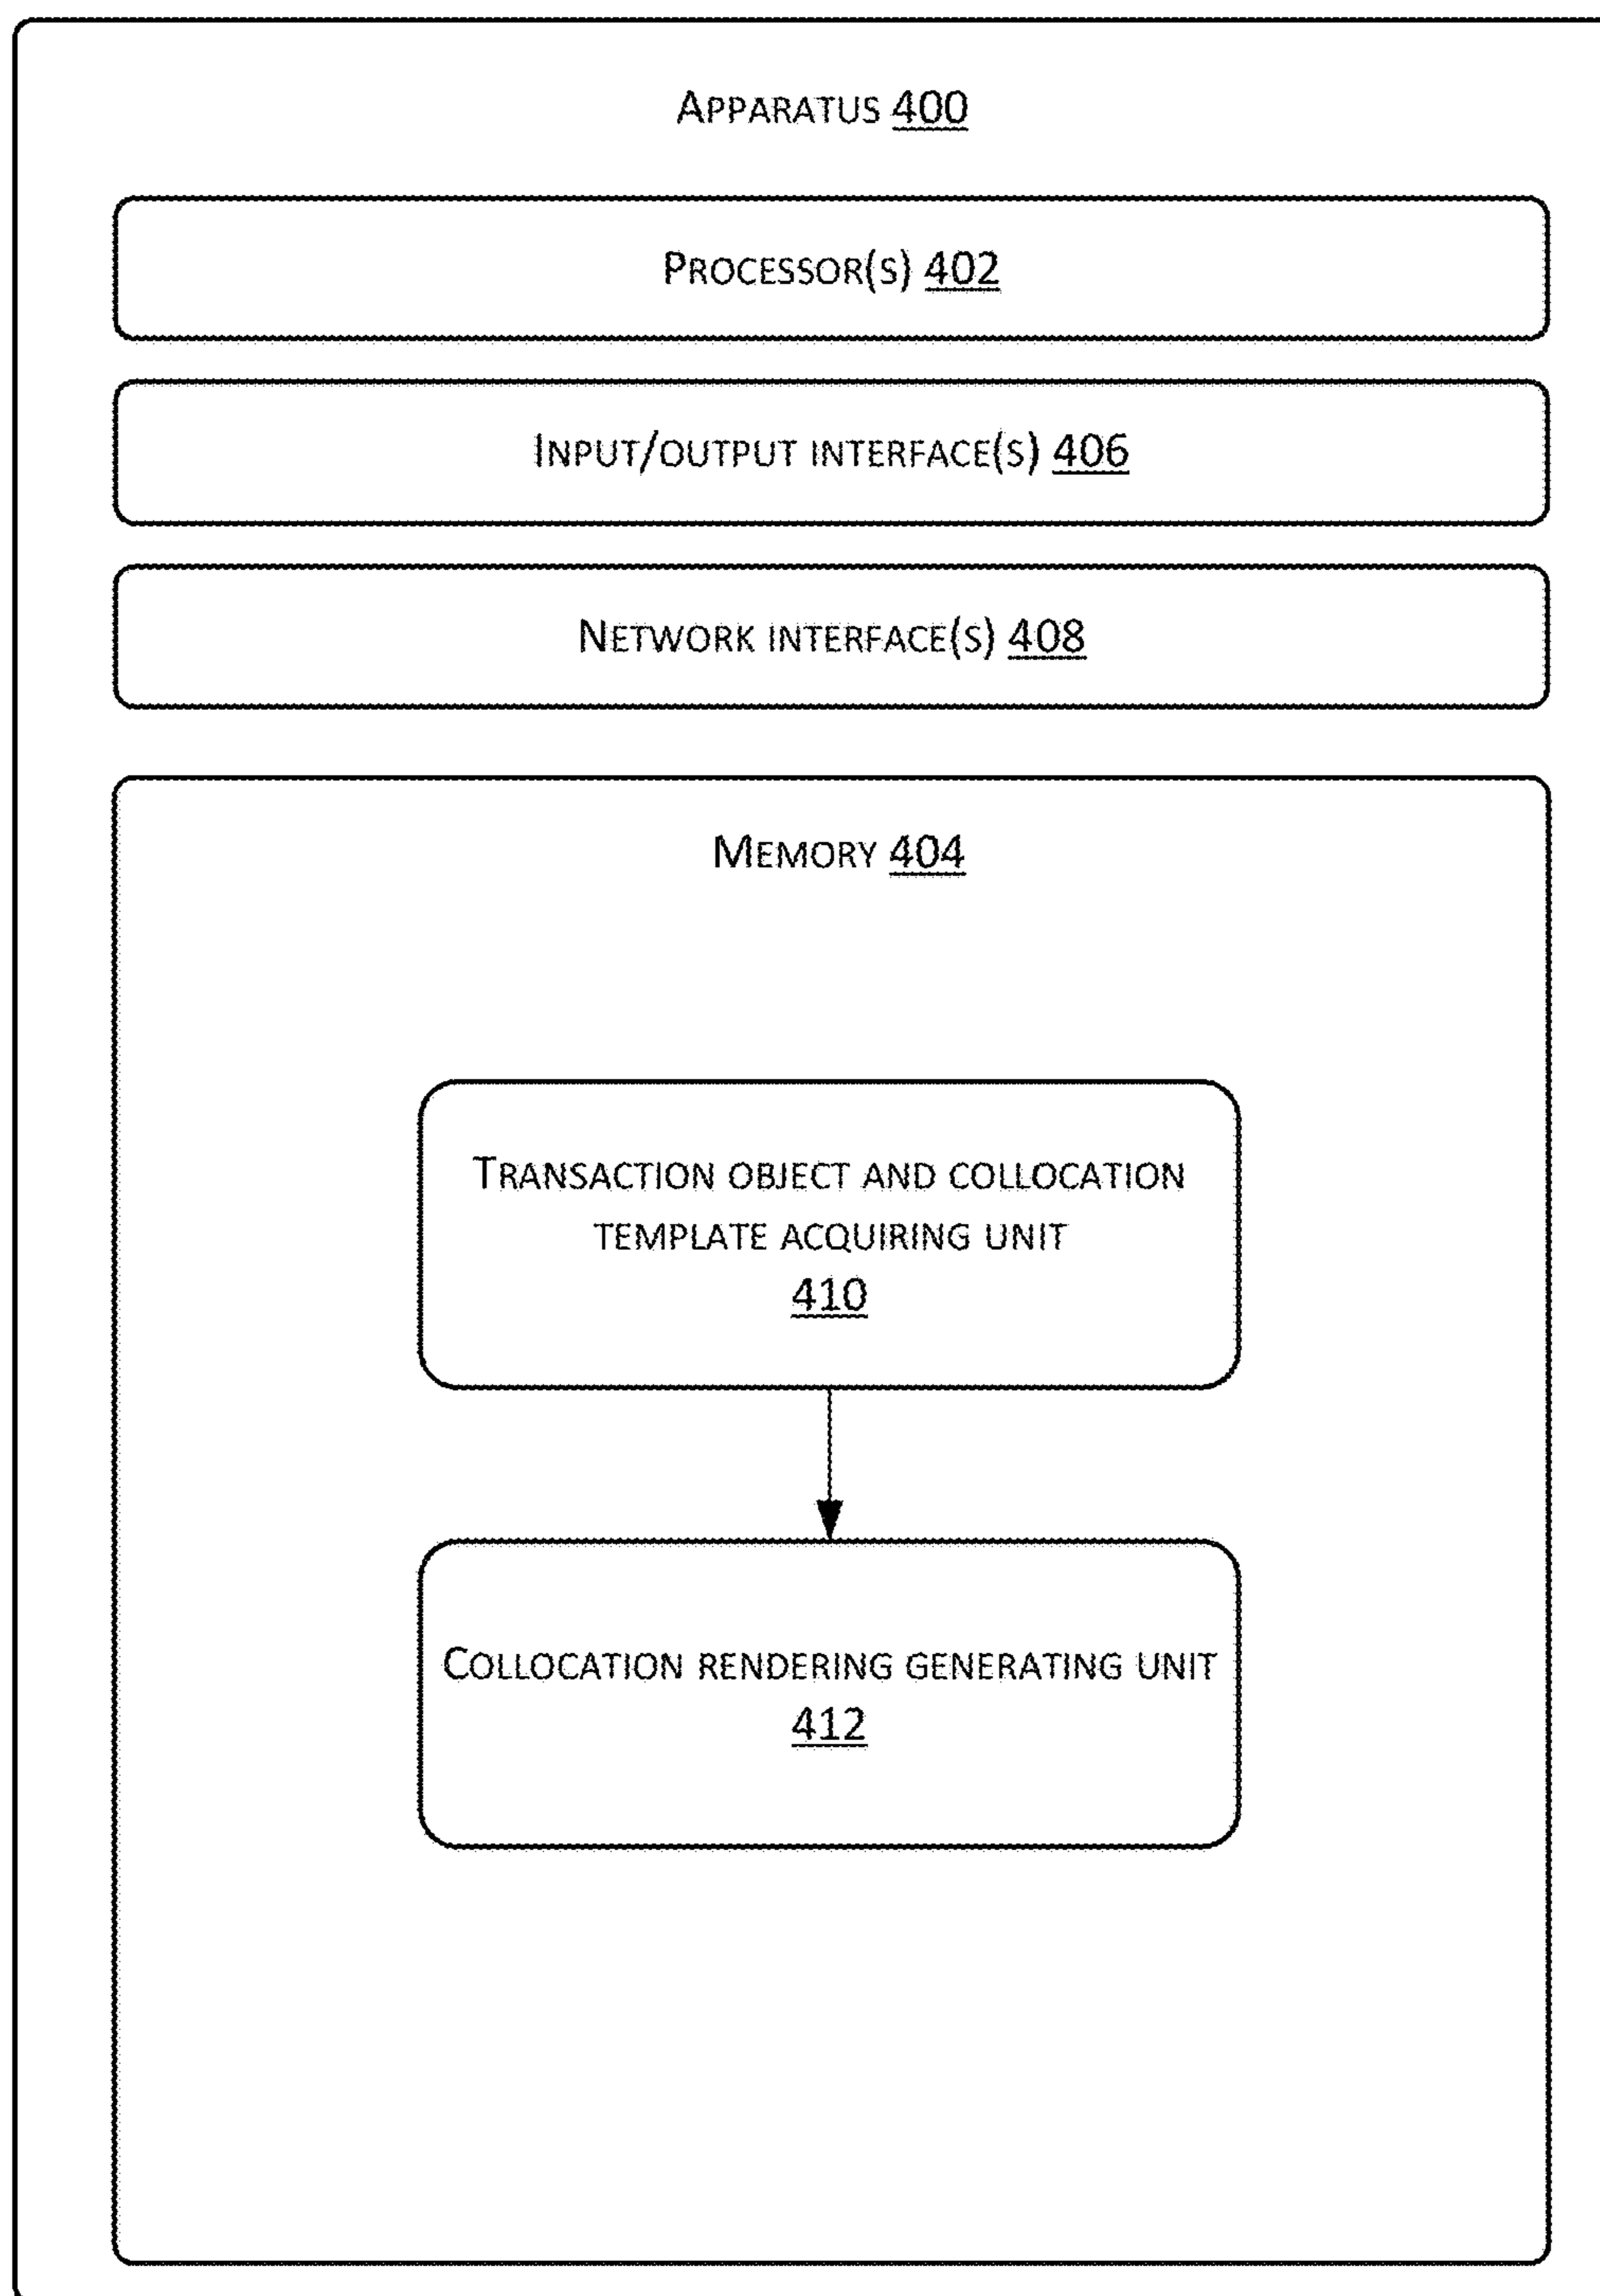 APPARATUS 400
PROCESSOR(S) 402
INPUT/OUTPUT INTERFACE(S) 406
NETWORK INTERFACE(S) 408
MEMORY 404
TRANSACTION OBJECT AND COLLOCATION
TEMPLATE ACQUIRING UNIT
410
COLLOCATION RENDERING GENERATING UNIT
412